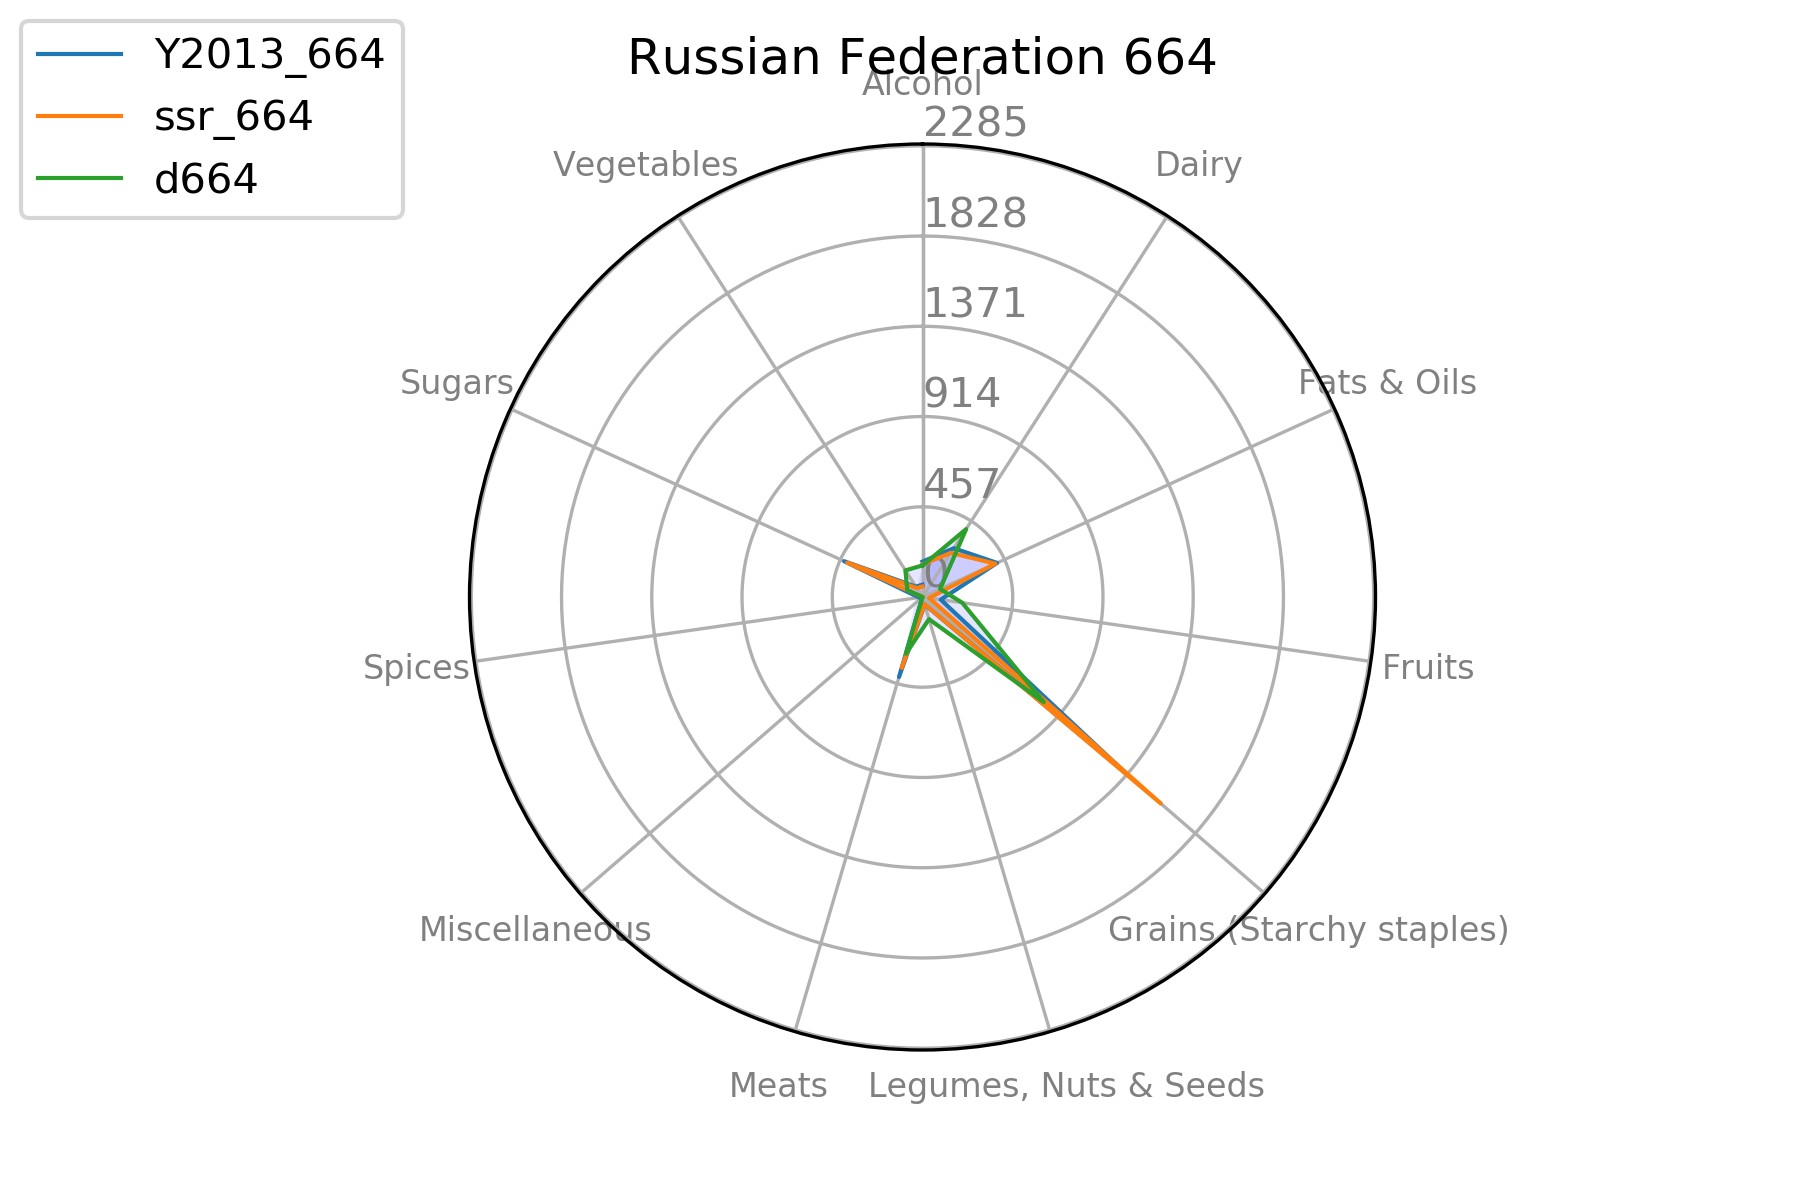 Y2013_664
ssr_664
d664
Russian Federation 664
Alcohol
2285
Vegetables
Dairy
1828
1371
Sugars
Fats & Oils
914
457
0
Spices
Fruits
Miscellaneous
Grains (Starchy staples)
Meats
Legumes, Nuts & Seeds